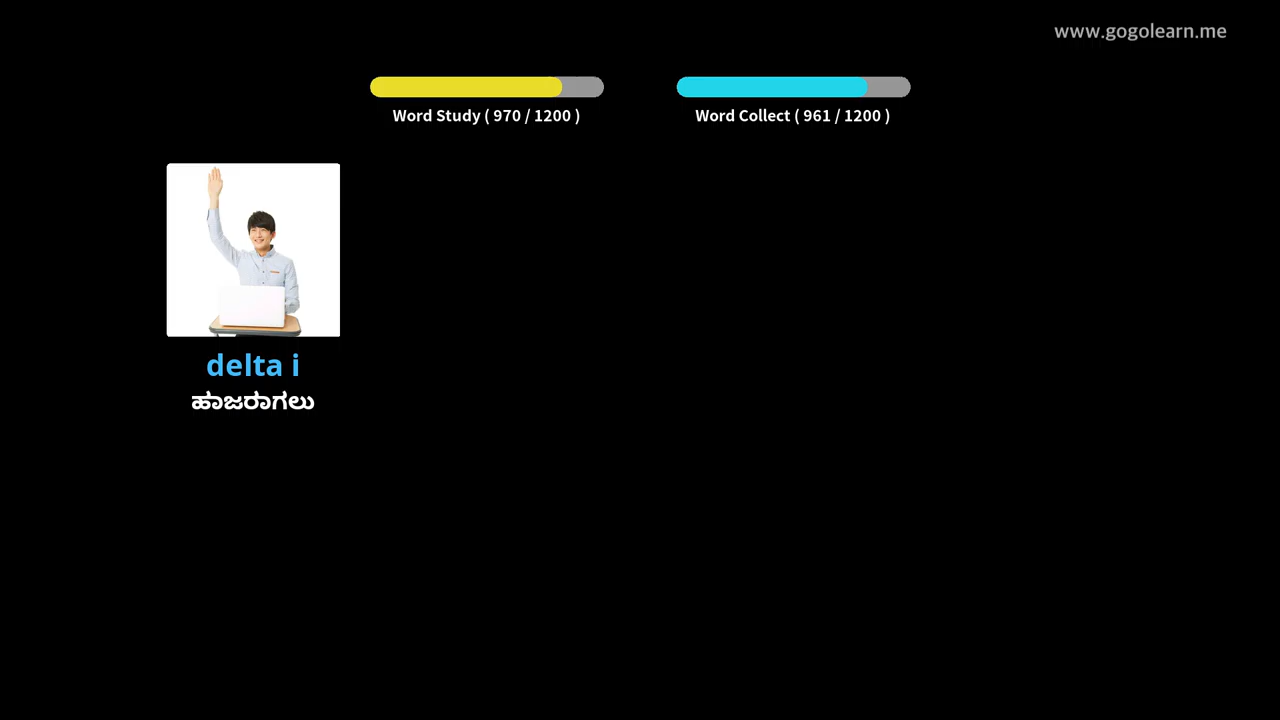 www.gogolearn.me
Word Study ( 970 / 1200 )
Word Collect ( 961 / 1200 )
delta i
ಹಾಜರಾಗಲು